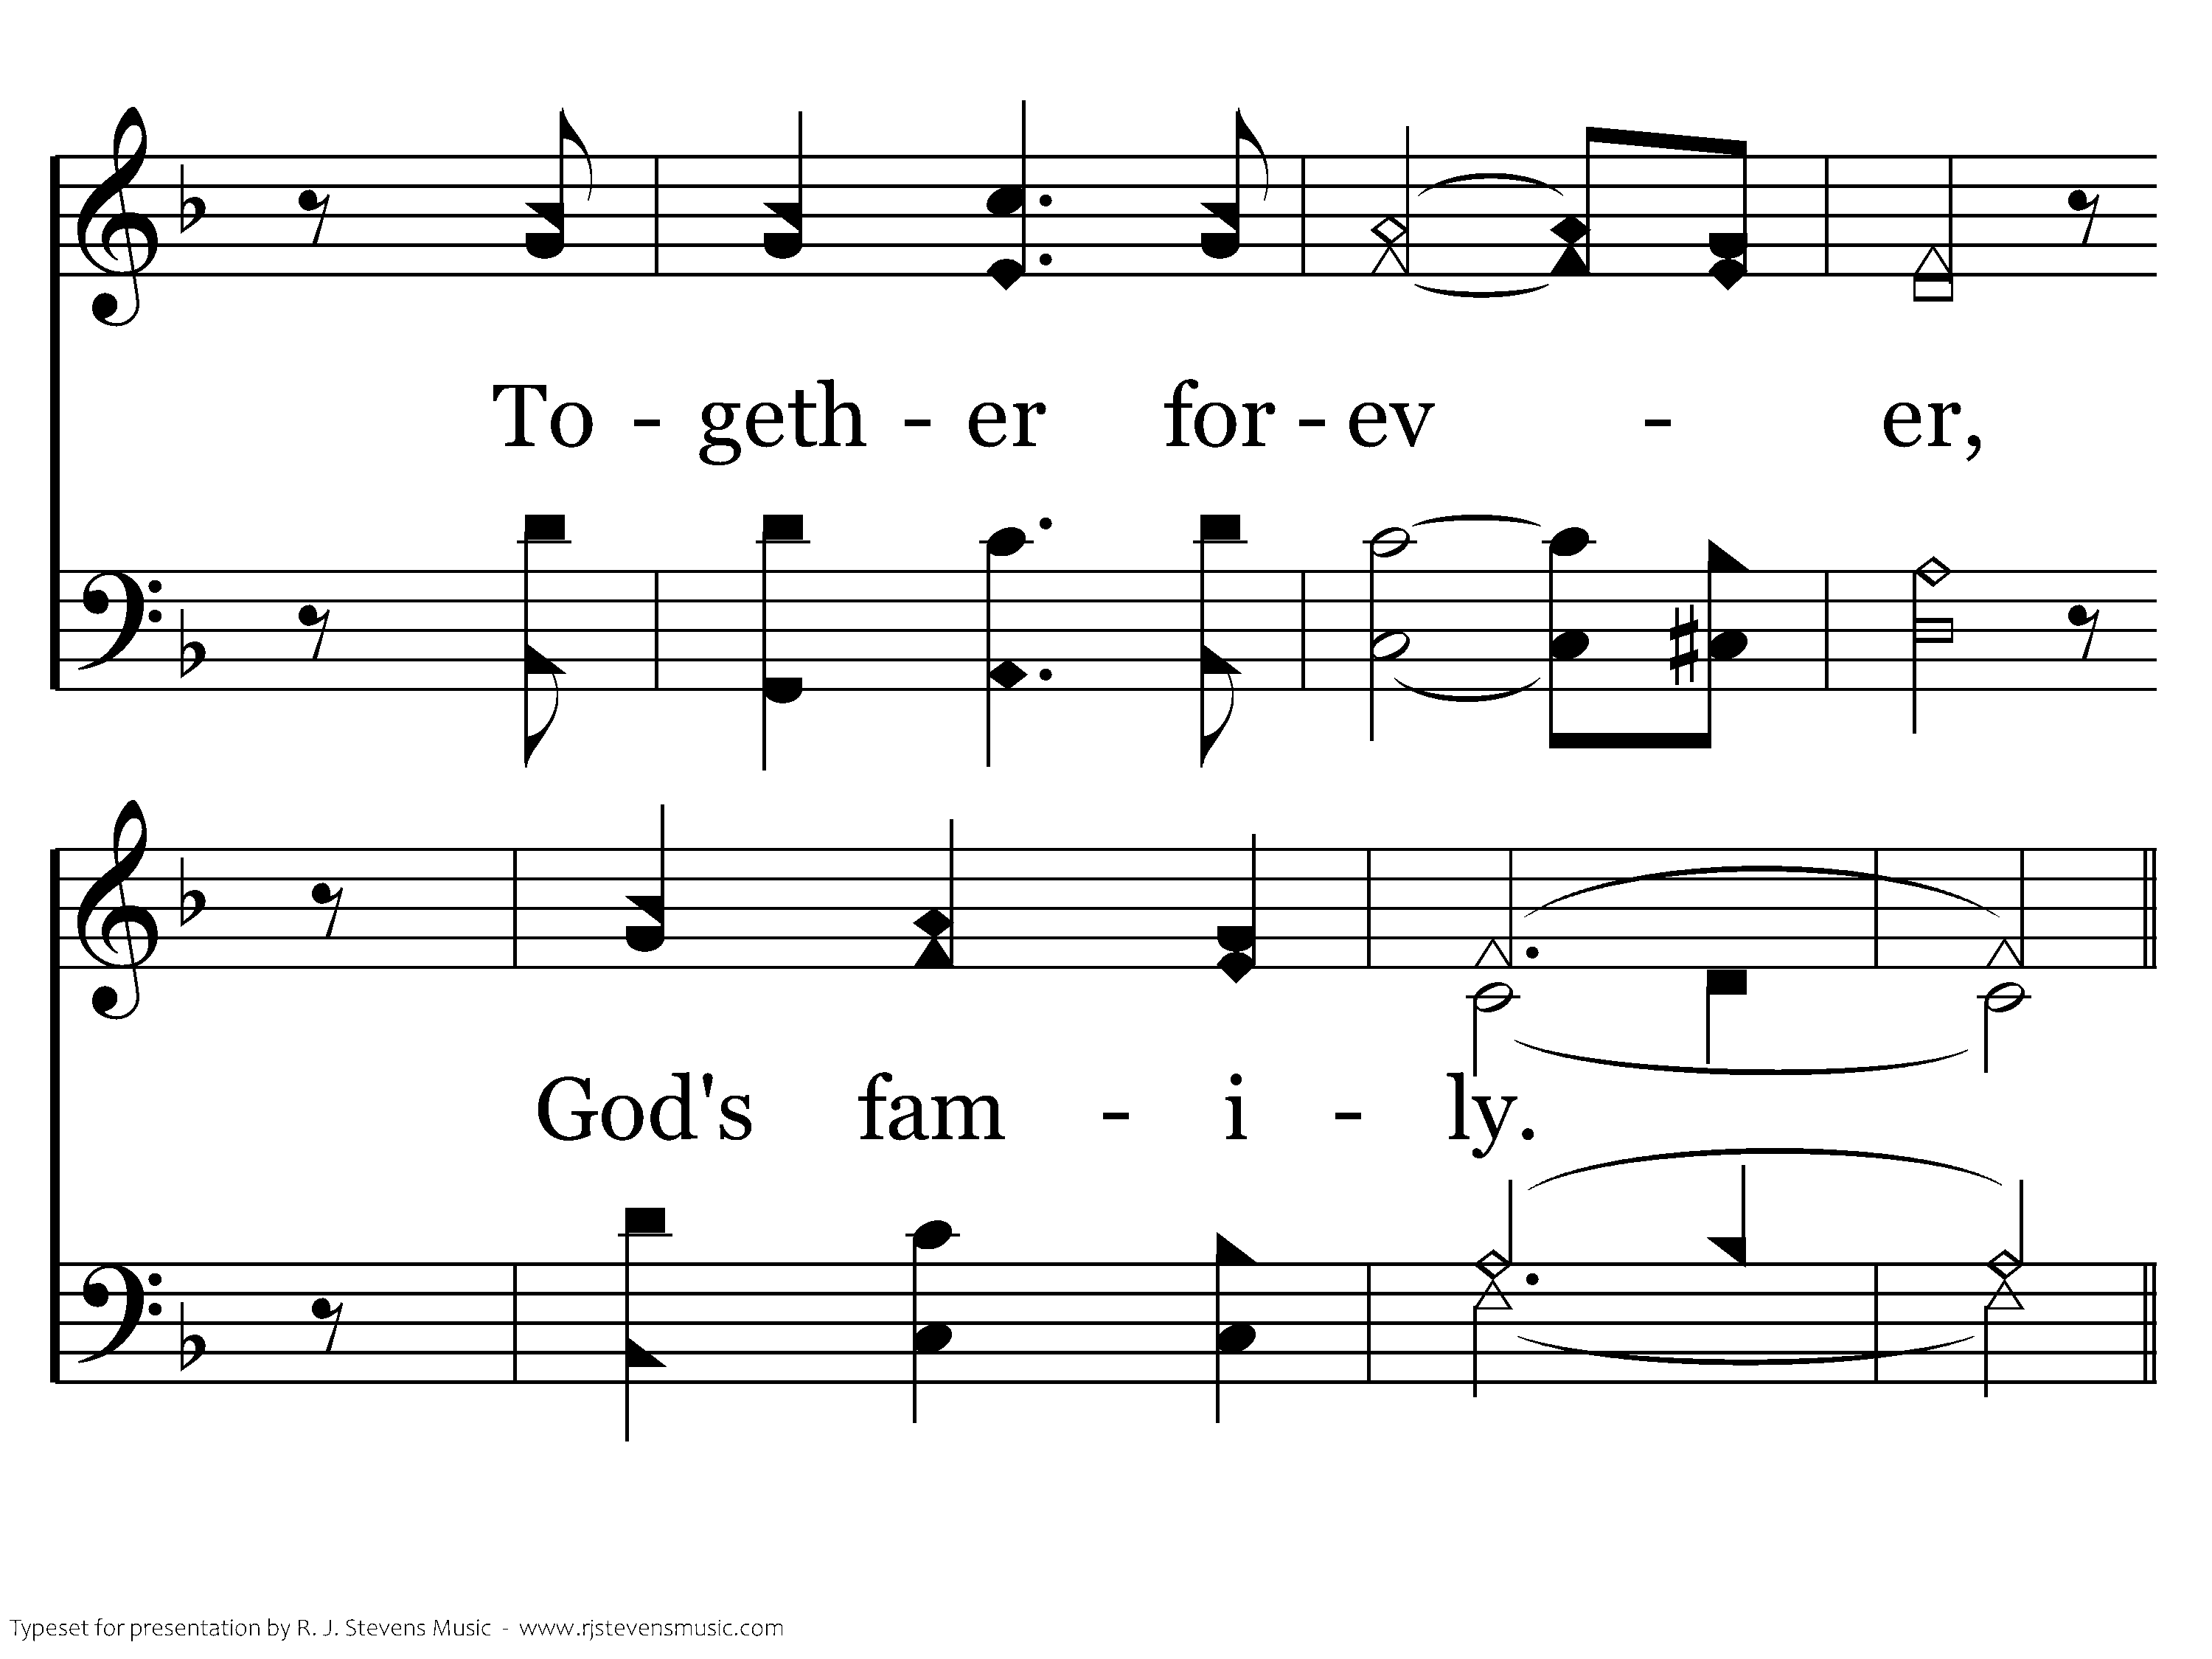 To - geth - er for - ev - er,
God's fam - i - ly.
Typeset for presentation by R. J. Stevens Music - www.rjstevensmusic.com